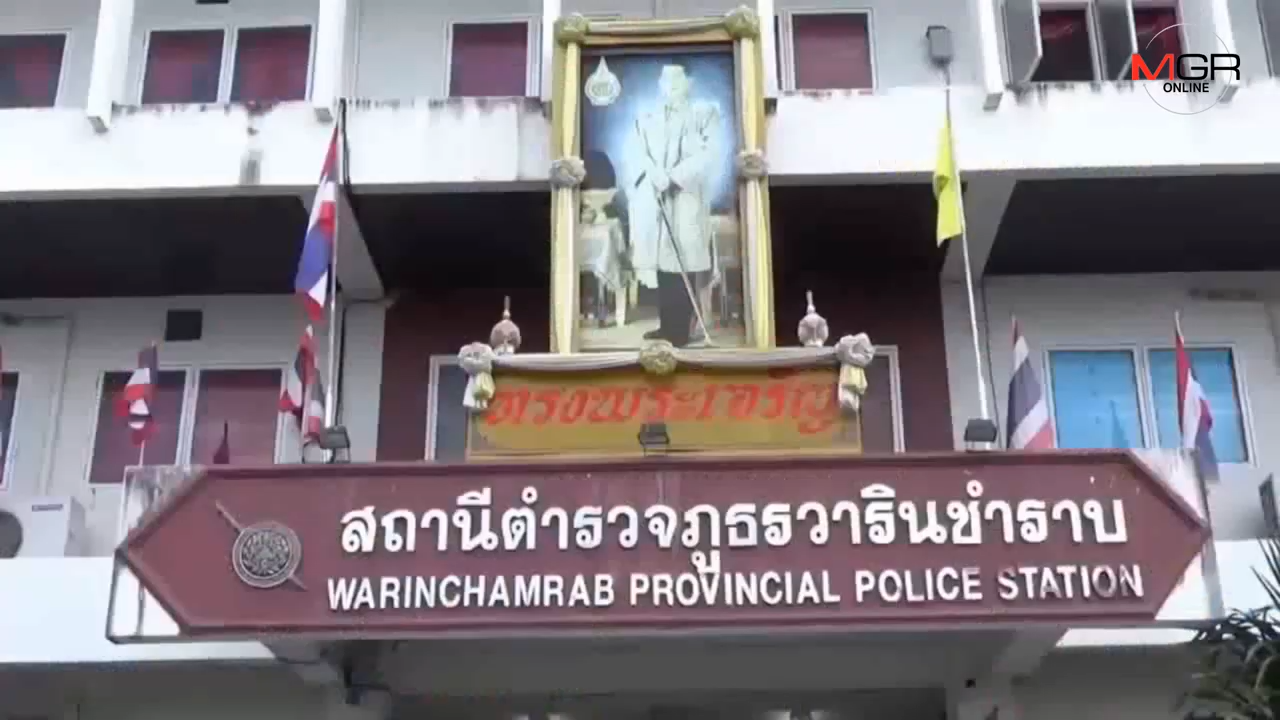 MGR
ONLINE
ทรงพระเจริญ
สถานีตำรวจภูธรวารินชำราบ
WARINCHAMRAB PROVINCIAL POLICE STATION